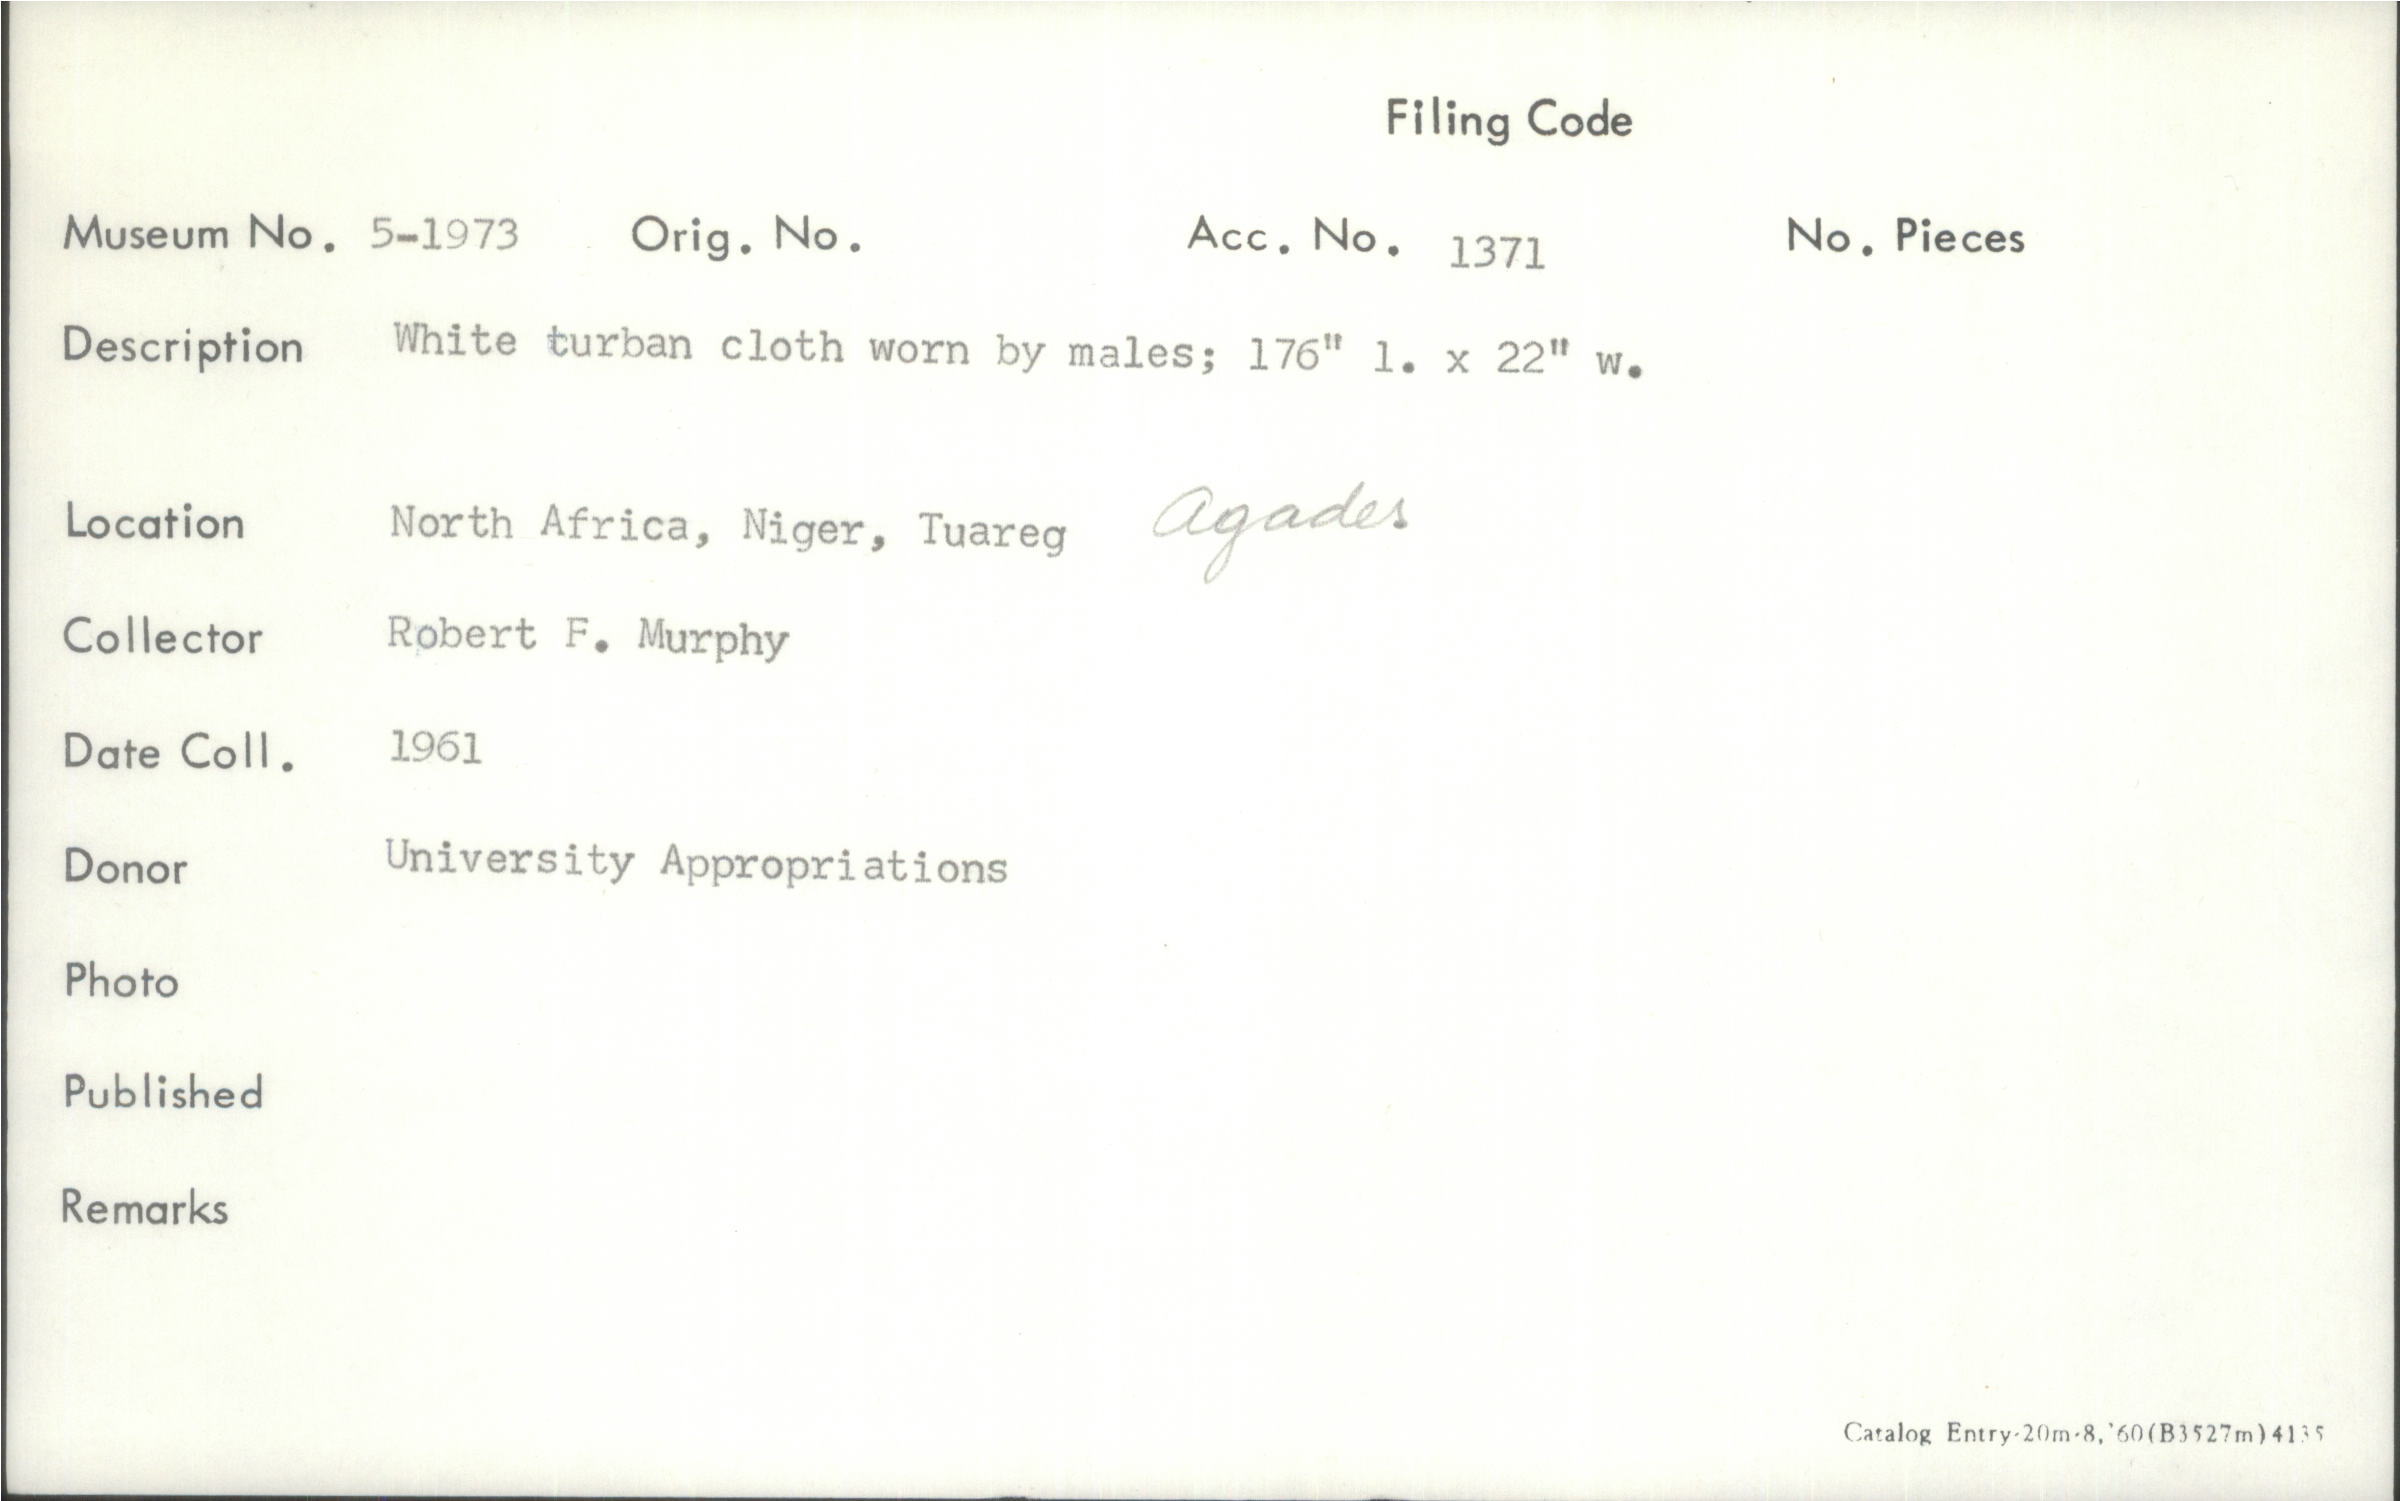 Filing Code
Museum No. 5-1973 Orig. No. Acc. No. 1371 No. Pieces
Description White turban cloth worn by males; 176" l. x 22" w.
Location North Africa, Niger, Tuareg Agades
Collector Robert F. Murphy
Date Coll. 1961
Donor University Appropriations
Photo
Published
Remarks
Catalog Entry-20m-8,'60(B3527m)4135